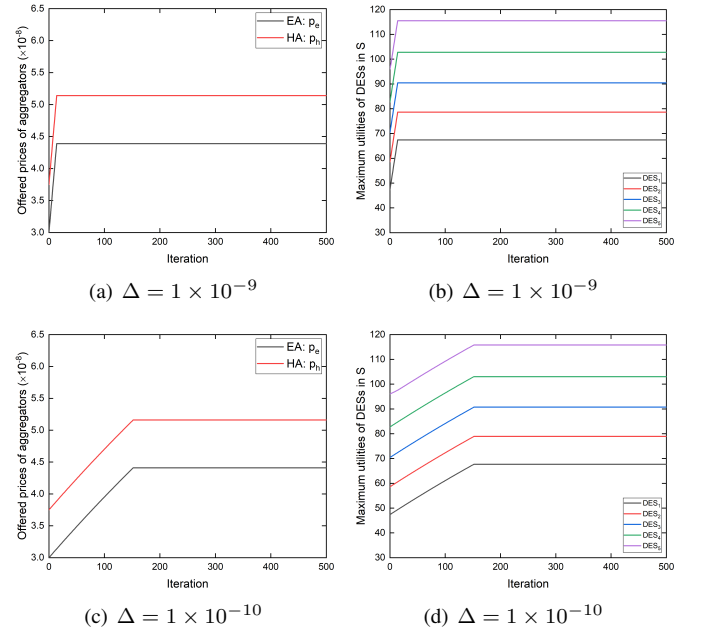 6.5
6.0
5.5
5.0
4.5
4.0
3.5
3.0
Offered prices of aggregators (×10⁻⁸)
EA: pₑ
HA: pₕ
0 100 200 300 400 500
Iteration
(a) Δ = 1 × 10⁻⁹
120
110
100
90
80
70
60
50
40
30
Maximum utilities of DESs in S
DES₁
DES₂
DES₃
DES₄
DES₅
0 100 200 300 400 500
Iteration
(b) Δ = 1 × 10⁻⁹
6.5
6.0
5.5
5.0
4.5
4.0
3.5
3.0
Offered prices of aggregators (×10⁻⁸)
EA: pₑ
HA: pₕ
0 100 200 300 400 500
Iteration
(c) Δ = 1 × 10⁻¹⁰
120
110
100
90
80
70
60
50
40
30
Maximum utilities of DESs in S
DES₁
DES₂
DES₃
DES₄
DES₅
0 100 200 300 400 500
Iteration
(d) Δ = 1 × 10⁻¹⁰